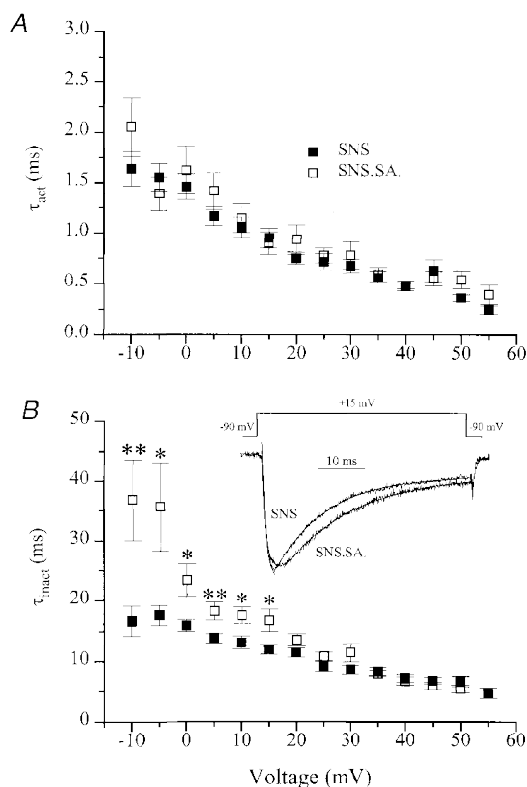 A
3.0
2.5
2.0
1.5
1.0
0.5
0.0
τact (ms)
SNS
SNS.SA.
-10 0 10 20 30 40 50 60
B
50
40
30
20
10
0
τinact (ms)
+15 mV
-90 mV
-90 mV
10 ms
SNS
SNS.SA.
** * * ** * *
-10 0 10 20 30 40 50 60
Voltage (mV)